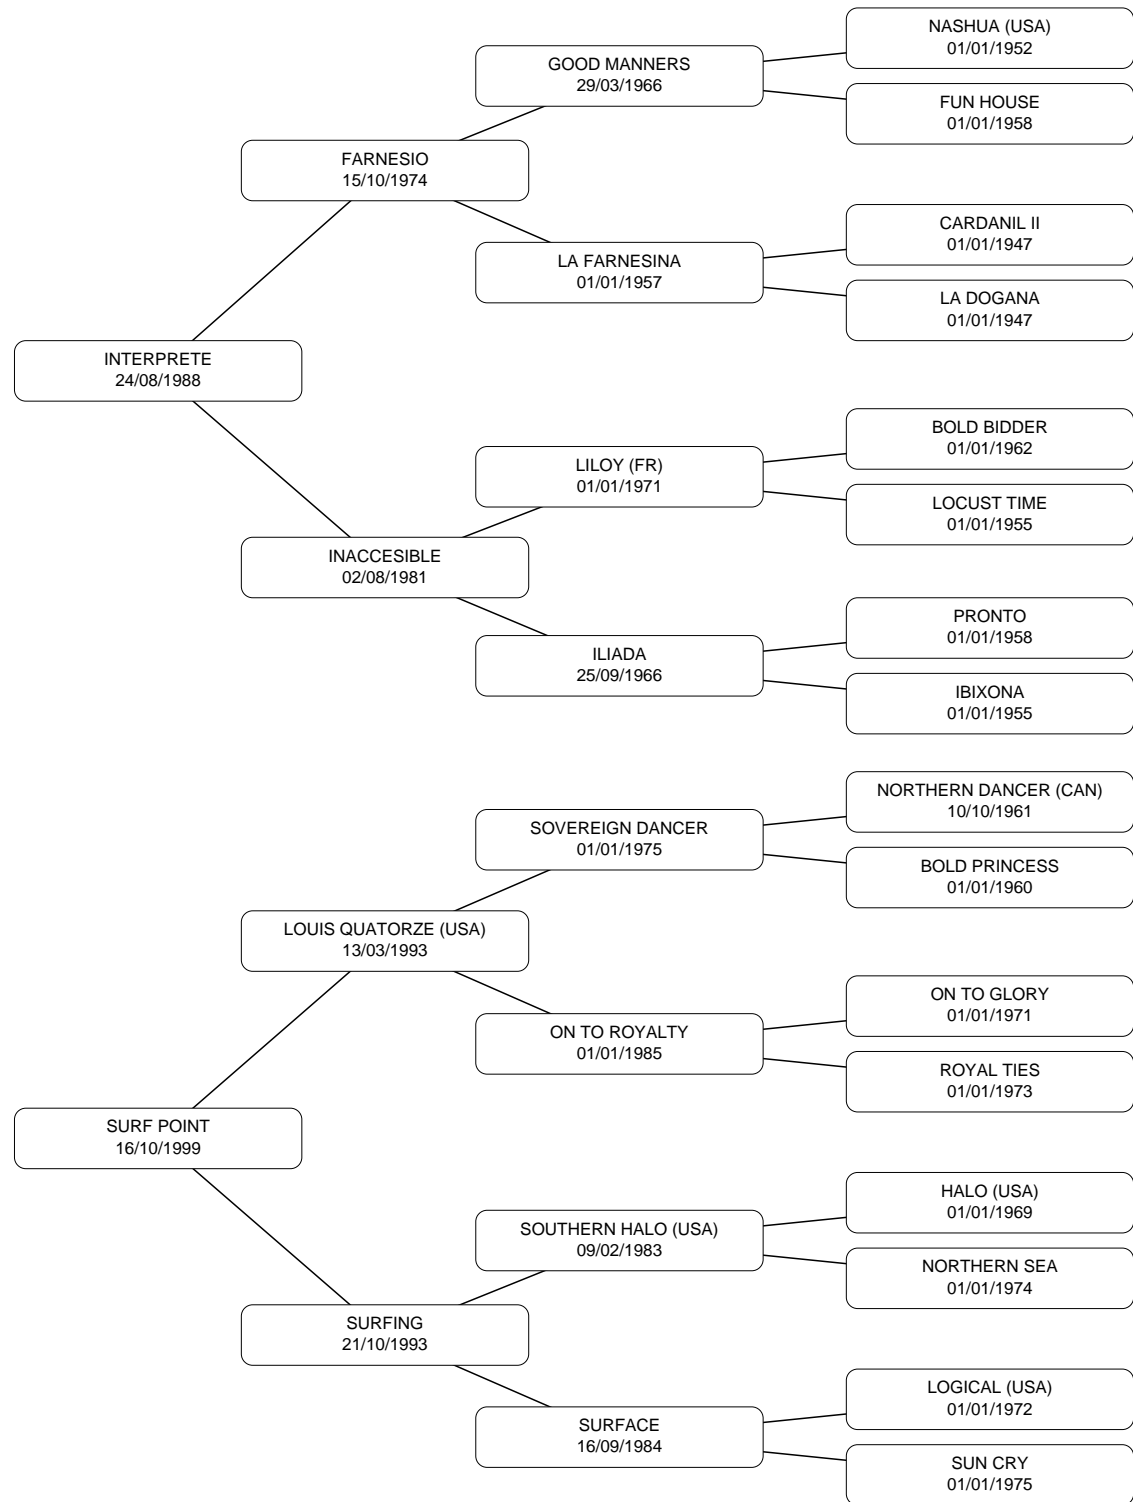 NASHUA (USA)
01/01/1952
GOOD MANNERS
29/03/1966
FUN HOUSE
01/01/1958
FARNESIO
15/10/1974
CARDANIL II
01/01/1947
LA FARNESINA
01/01/1957
LA DOGANA
01/01/1947
INTERPRETE
24/08/1988
BOLD BIDDER
01/01/1962
LILOY (FR)
01/01/1971
LOCUST TIME
01/01/1955
INACCESIBLE
02/08/1981
PRONTO
01/01/1958
ILIADA
25/09/1966
IBIXONA
01/01/1955
NORTHERN DANCER (CAN)
10/10/1961
SOVEREIGN DANCER
01/01/1975
BOLD PRINCESS
01/01/1960
LOUIS QUATORZE (USA)
13/03/1993
ON TO GLORY
01/01/1971
ON TO ROYALTY
01/01/1985
ROYAL TIES
01/01/1973
SURF POINT
16/10/1999
HALO (USA)
01/01/1969
SOUTHERN HALO (USA)
09/02/1983
NORTHERN SEA
01/01/1974
SURFING
21/10/1993
LOGICAL (USA)
01/01/1972
SURFACE
16/09/1984
SUN CRY
01/01/1975